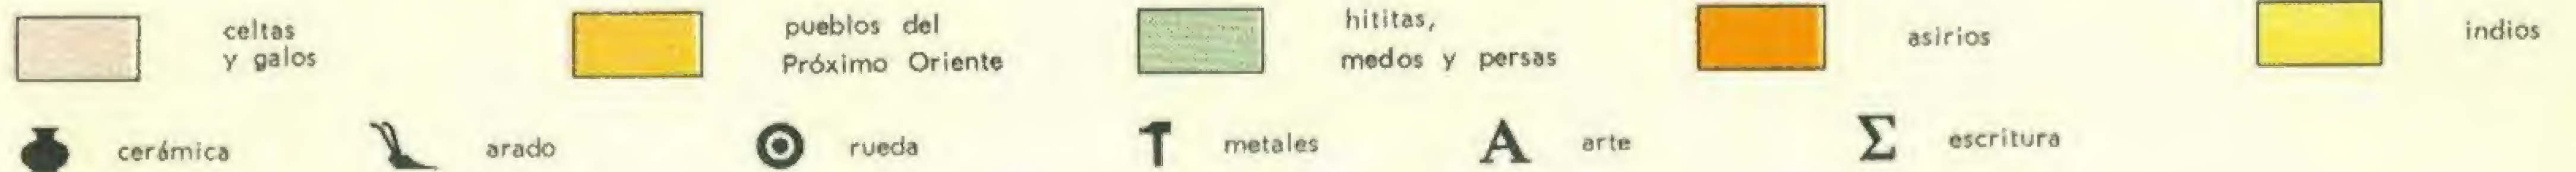 celtas
y galos
pueblos del
Próximo Oriente
hititas,
medos y persas
asirios
indios
cerámica
arado
rueda
metales
A
arte
Σ
escritura